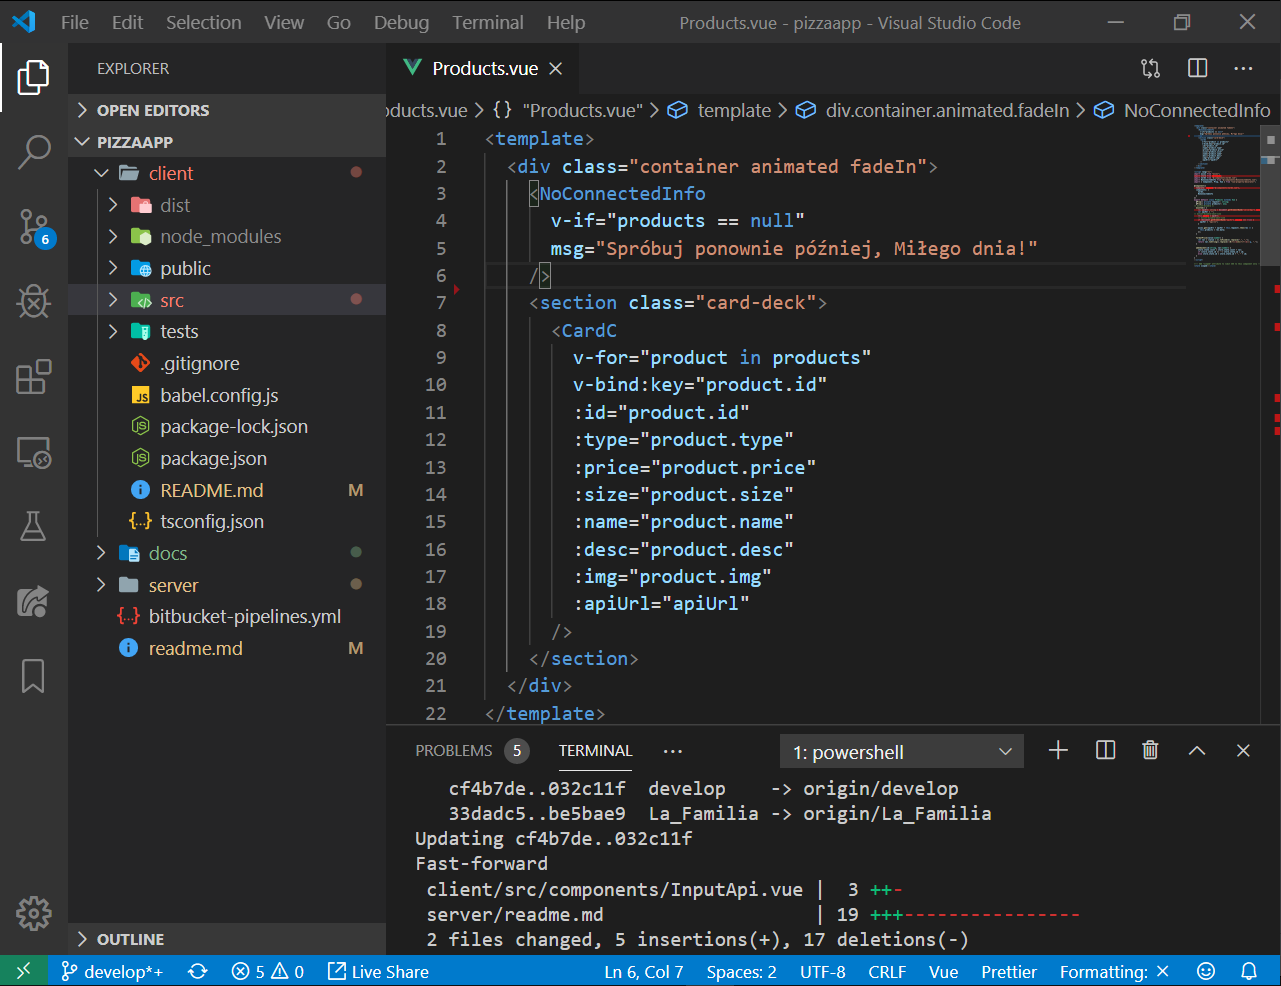 File Edit Selection View Go Debug Terminal Help Products.vue - pizzaapp - Visual Studio Code
EXPLORER
OPEN EDITORS
PIZZAAPP
client
dist
node_modules
public
src
tests
.gitignore
babel.config.js
package-lock.json
package.json
README.md M
tsconfig.json
docs
server
bitbucket-pipelines.yml
readme.md M
OUTLINE
6
Products.vue
oducts.vue > {} "Products.vue" > template > div.container.animated.fadeIn > NoConnectedInfo
1 <template>
2 <div class="container animated fadeIn">
3 <NoConnectedInfo
4 v-if="products == null"
5 msg="Spróbuj ponownie później, Miłego dnia!"
6 />
7 <section class="card-deck">
8 <CardC
9 v-for="product in products"
10 v-bind:key="product.id"
11 :id="product.id"
12 :type="product.type"
13 :price="product.price"
14 :size="product.size"
15 :name="product.name"
16 :desc="product.desc"
17 :img="product.img"
18 :apiUrl="apiUrl"
19 />
20 </section>
21 </div>
22 </template>
PROBLEMS 5 TERMINAL ... 1: powershell
cf4b7de..032c11f develop -> origin/develop
33dadc5..be5bae9 La_Familia -> origin/La_Familia
Updating cf4b7de..032c11f
Fast-forward
client/src/components/InputApi.vue | 3 ++-
server/readme.md | 19 +++----------------
2 files changed, 5 insertions(+), 17 deletions(-)
develop*+ 5 0 Live Share Ln 6, Col 7 Spaces: 2 UTF-8 CRLF Vue Prettier Formatting: ×